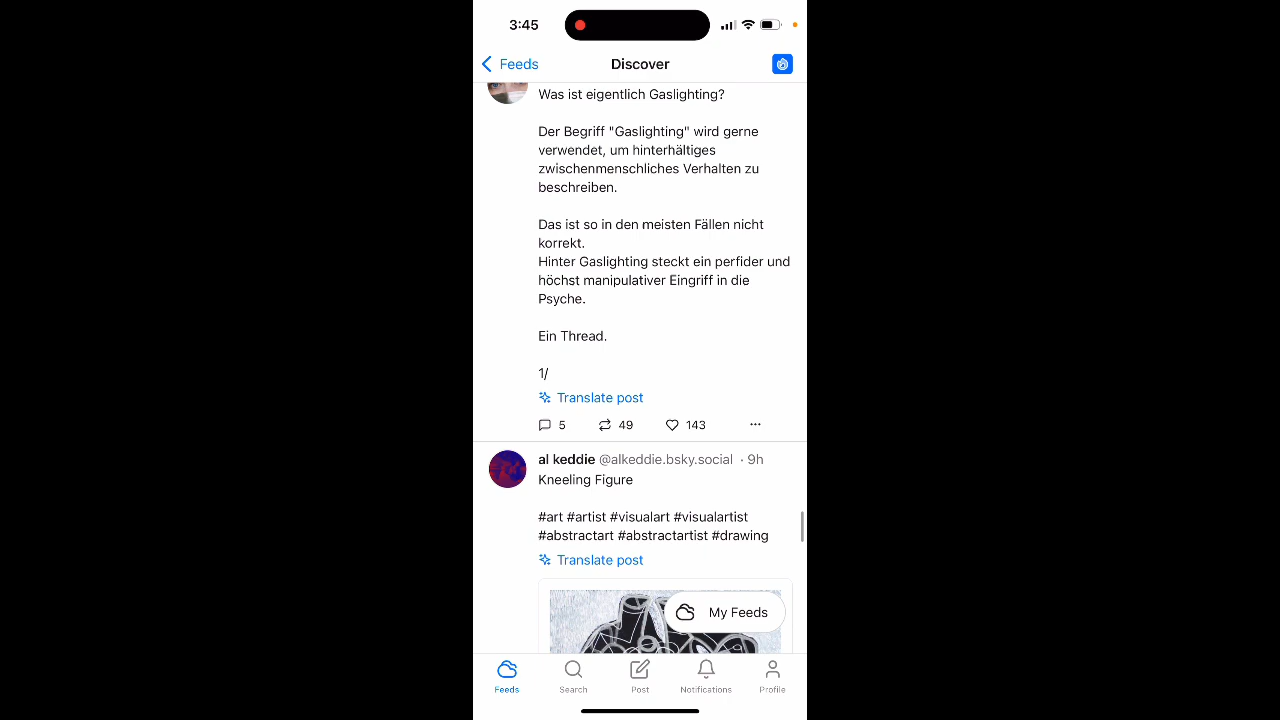 3:45
Feeds
Discover
Was ist eigentlich Gaslighting?
Der Begriff "Gaslighting" wird gerne
verwendet, um hinterhältiges
zwischenmenschliches Verhalten zu
beschreiben.
Das ist so in den meisten Fällen nicht
korrekt.
Hinter Gaslighting steckt ein perfider und
höchst manipulativer Eingriff in die
Psyche.
Ein Thread.
1/
Translate post
5 49 143
al keddie @alkeddie.bsky.social · 9h
Kneeling Figure
#art #artist #visualart #visualartist
#abstractart #abstractartist #drawing
Translate post
My Feeds
Feeds Search Post Notifications Profile